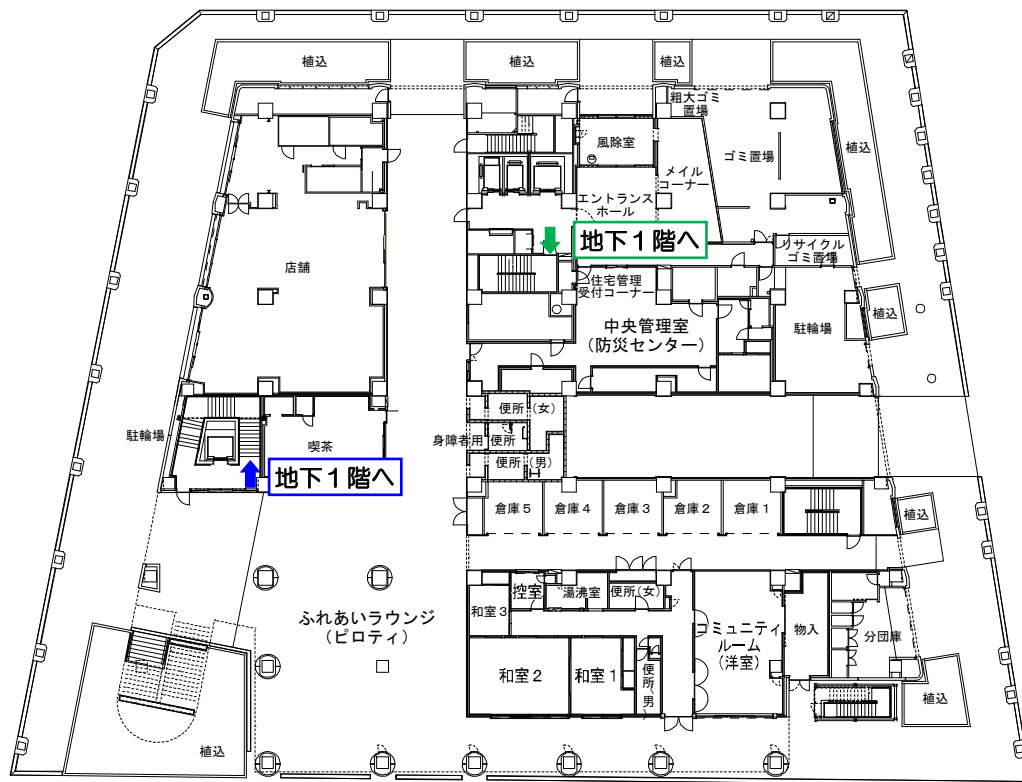 植込
植込
植込
粗大ゴミ
置場
風除室
メイル
コーナー
ゴミ置場
植込
エントランス
ホール
地下１階へ
リサイクル
ゴミ置場
店舗
住宅管理
受付コーナー
植込
中央管理室
（防災センター）
駐輪場
便所（女）
駐輪場
喫茶
身障者用便所
便所（男）
地下１階へ
倉庫５
倉庫４
倉庫３
倉庫２
倉庫１
植込
控室
湯沸室
便所（女）
和室３
ふれあいラウンジ
（ピロティ）
コミュニティ
ルーム
（洋室）
物入
分団庫
和室２
和室１
便所（男）
植込
植込